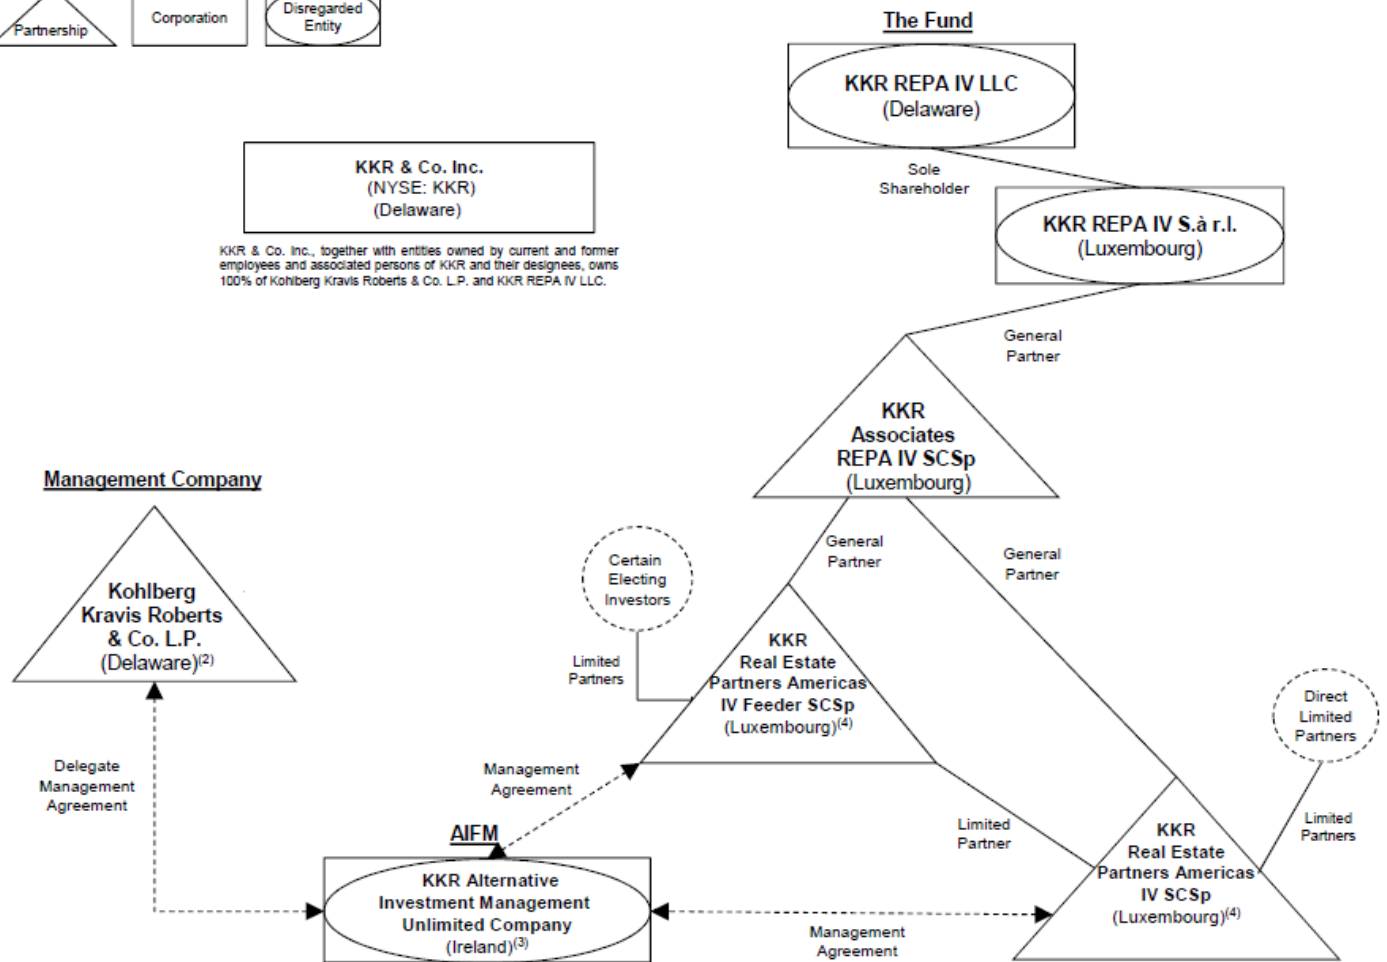 Partnership
Corporation
Disregarded
Entity
The Fund
KKR REPA IV LLC
(Delaware)
Sole
Shareholder
KKR & Co. Inc.
(NYSE: KKR)
(Delaware)
KKR & Co. Inc., together with entities owned by current and former
employees and associated persons of KKR and their designees, owns
100% of Kohlberg Kravis Roberts & Co. L.P. and KKR REPA IV LLC.
KKR REPA IV S.à r.l.
(Luxembourg)
General
Partner
KKR
Associates
REPA IV SCSp
(Luxembourg)
Management Company
Kohlberg
Kravis Roberts
& Co. L.P.
(Delaware)(2)
Certain
Electing
Investors
General
Partner
General
Partner
Limited
Partners
KKR
Real Estate
Partners Americas
IV Feeder SCSp
(Luxembourg)(4)
Direct
Limited
Partners
Delegate
Management
Agreement
Management
Agreement
Limited
Partner
Limited
Partners
AIFM
KKR Alternative
Investment Management
Unlimited Company
(Ireland)(3)
Management
Agreement
KKR
Real Estate
Partners Americas
IV SCSp
(Luxembourg)(4)